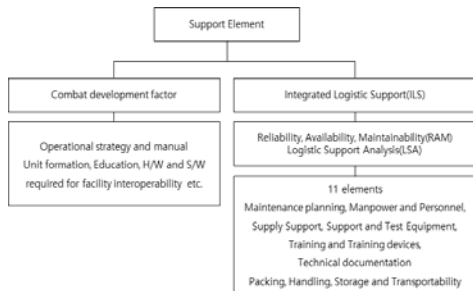 Support Element
Combat development factor
Integrated Logistic Support(ILS)
Operational strategy and manual
Unit formation, Education, H/W and S/W
required for facility interoperability etc.
Reliability, Availability, Maintainability(RAM)
Logistic Support Analysis(LSA)
11 elements
Maintenance planning, Manpower and Personnel,
Supply Support, Support and Test Equipment,
Training and Training devices,
Technical documentation
Packing, Handling, Storage and Transportability